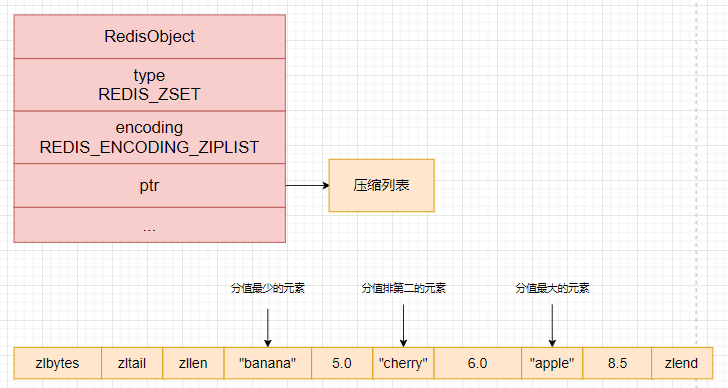 RedisObject
type
REDIS_ZSET
encoding
REDIS_ENCODING_ZIPLIST
ptr
压缩列表
...
分值最少的元素
分值排第二的元素
分值最大的元素
zlbytes zltail zllen "banana" 5.0 "cherry" 6.0 "apple" 8.5 zlend